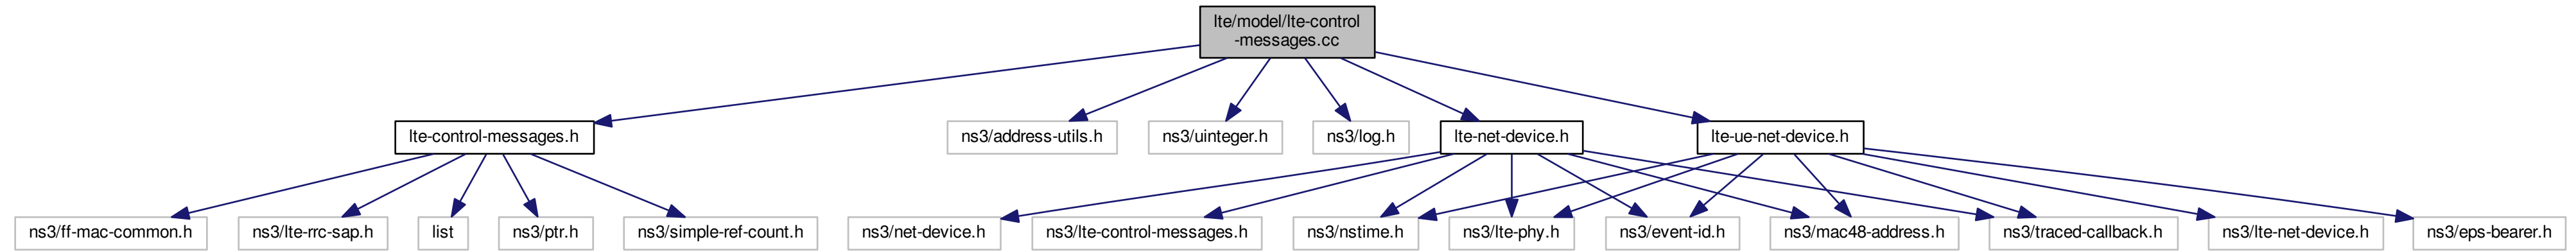 lte/model/lte-control
-messages.cc
lte-control-messages.h
ns3/address-utils.h
ns3/uinteger.h
ns3/log.h
lte-net-device.h
lte-ue-net-device.h
ns3/ff-mac-common.h
ns3/lte-rrc-sap.h
list
ns3/ptr.h
ns3/simple-ref-count.h
ns3/net-device.h
ns3/lte-control-messages.h
ns3/nstime.h
ns3/lte-phy.h
ns3/event-id.h
ns3/mac48-address.h
ns3/traced-callback.h
ns3/lte-net-device.h
ns3/eps-bearer.h